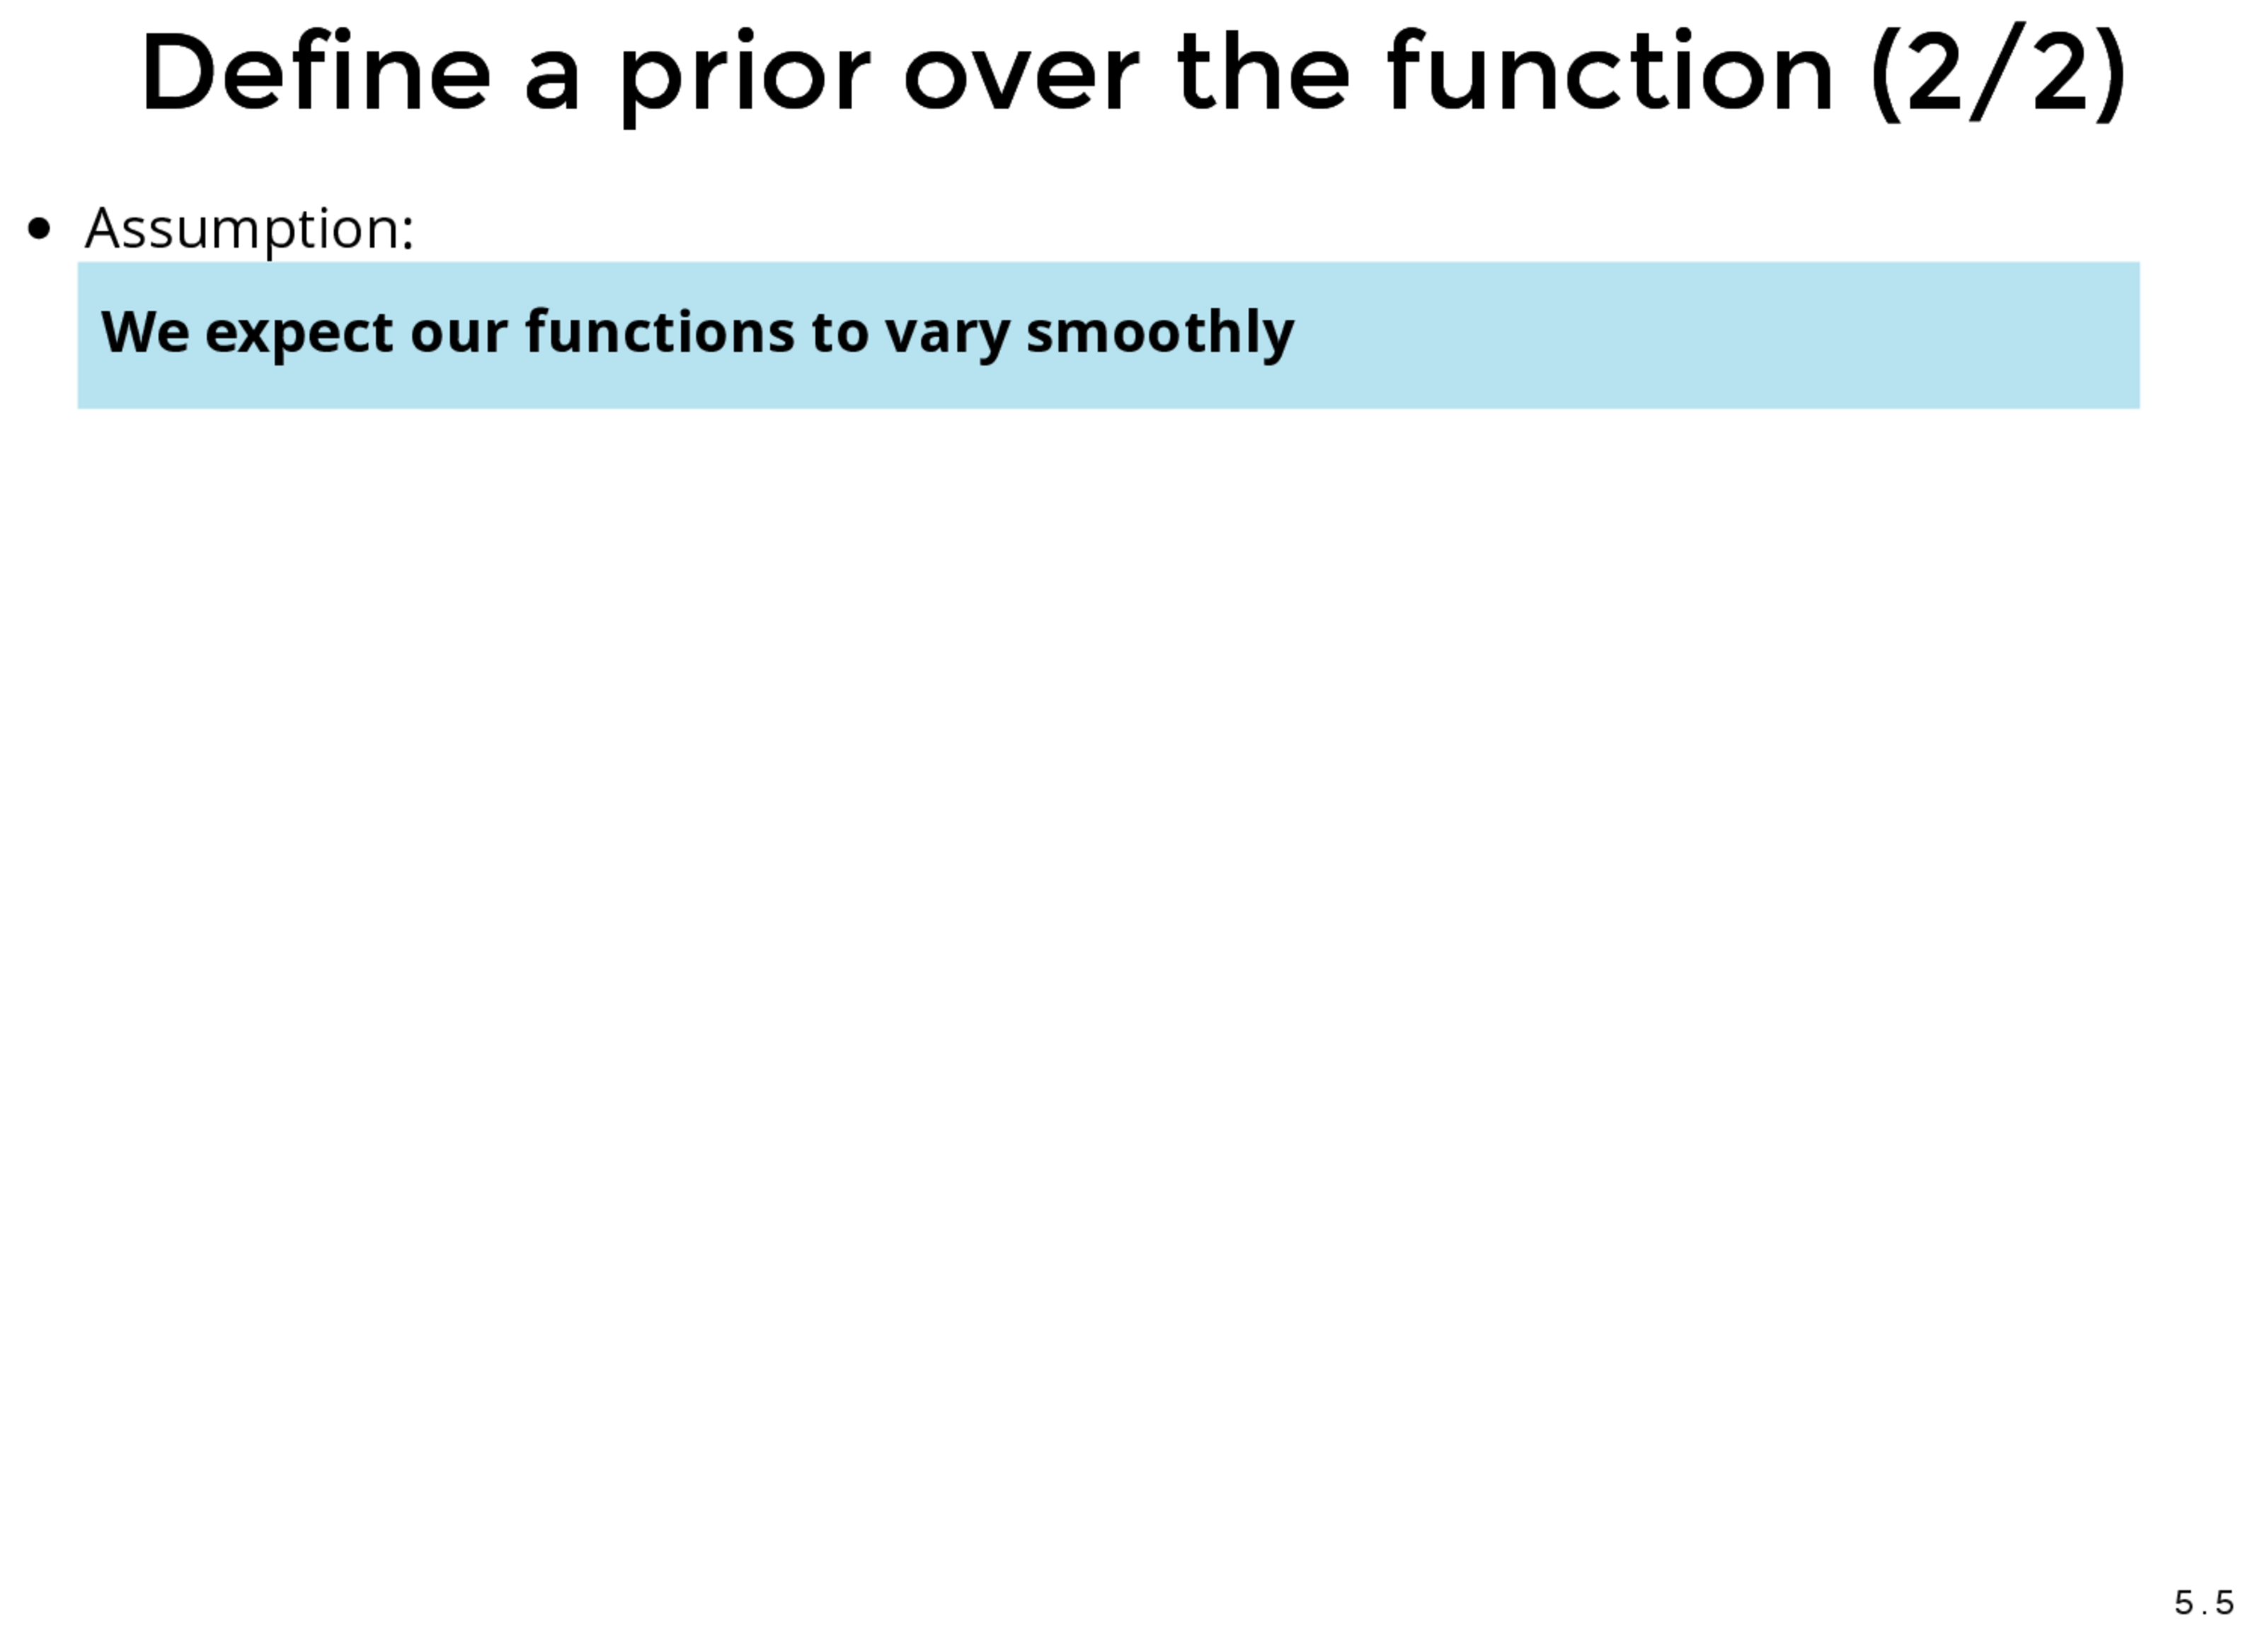 Define a prior over the function (2/2)
• Assumption:
We expect our functions to vary smoothly
5.5